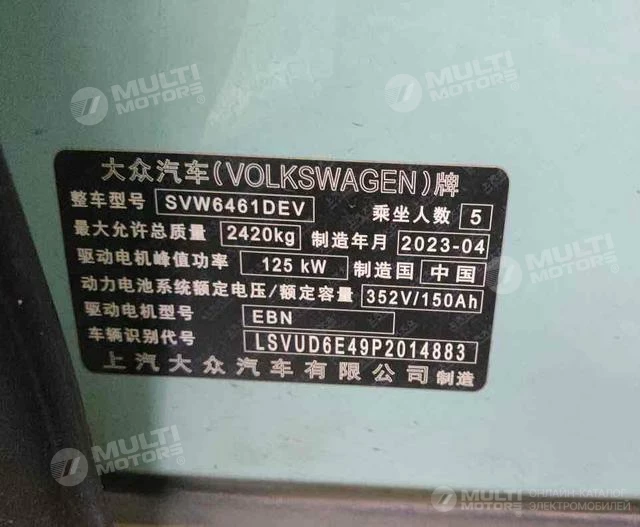 MULTI
MOTORS®
MULTI
MOTORS®
大众汽车(VOLKSWAGEN)牌
整车型号 SVW6461DEV 乘坐人数 5
最大允许总质量 2420kg 制造年月 2023-04
驱动电机峰值功率 125 kW 制造国 中国
动力电池系统额定电压/额定容量 352V/150Ah
驱动电机型号 EBN
车辆识别代号 LSVUD6E49P2014883
上汽大众汽车有限公司 制造
MULTI
MOTORS®
MULTI
MOTORS
ОНЛАЙН-КАТАЛОГ
ЭЛЕКТРОМОБИЛЕЙ